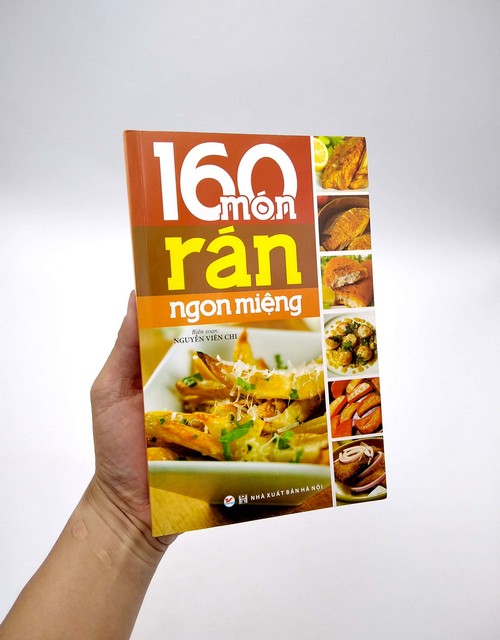 160
món
rán
ngon miệng
Biên soạn:
NGUYỄN VIÊN CHI
NHÀ XUẤT BẢN HÀ NỘI